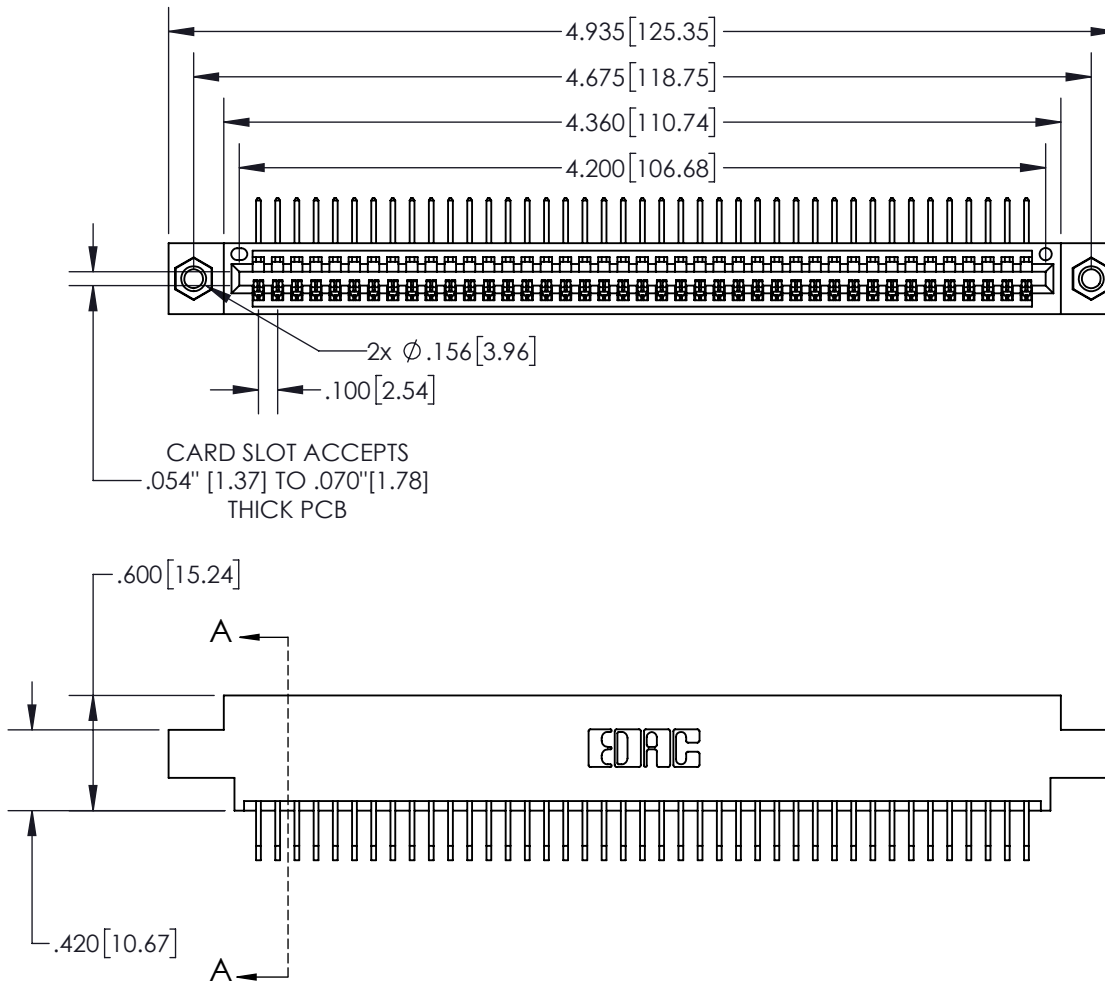 4.935[125.35]
4.675[118.75]
4.360[110.74]
4.200[106.68]
2x ∅ .156[3.96]
.100[2.54]
CARD SLOT ACCEPTS
.054" [1.37] TO .070"[1.78]
THICK PCB
.600[15.24]
A
EDAC
.420[10.67]
A